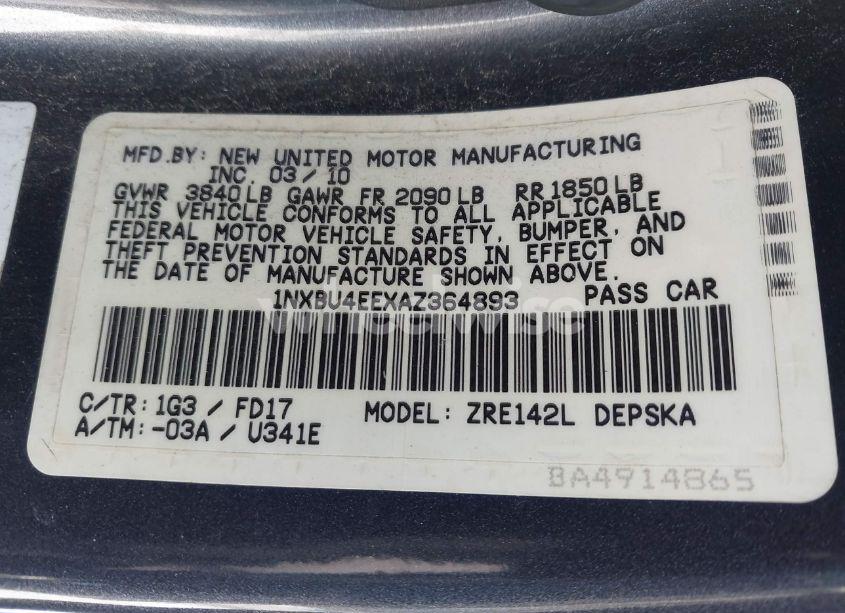 MFD.BY: NEW UNITED MOTOR MANUFACTURING
INC. 03/10
GVWR 3840LB GAWR FR 2090LB RR1850LB
THIS VEHICLE CONFORMS TO ALL APPLICABLE
FEDERAL MOTOR VEHICLE SAFETY, BUMPER, AND
THEFT PREVENTION STANDARDS IN EFFECT ON
THE DATE OF MANUFACTURE SHOWN ABOVE.
1NXBU4EEXAZ364893 PASS CAR
wheelwise
C/TR: 1G3 / FD17 MODEL: ZRE142L DEPSKA
A/TM: -03A / U341E
BA4914865